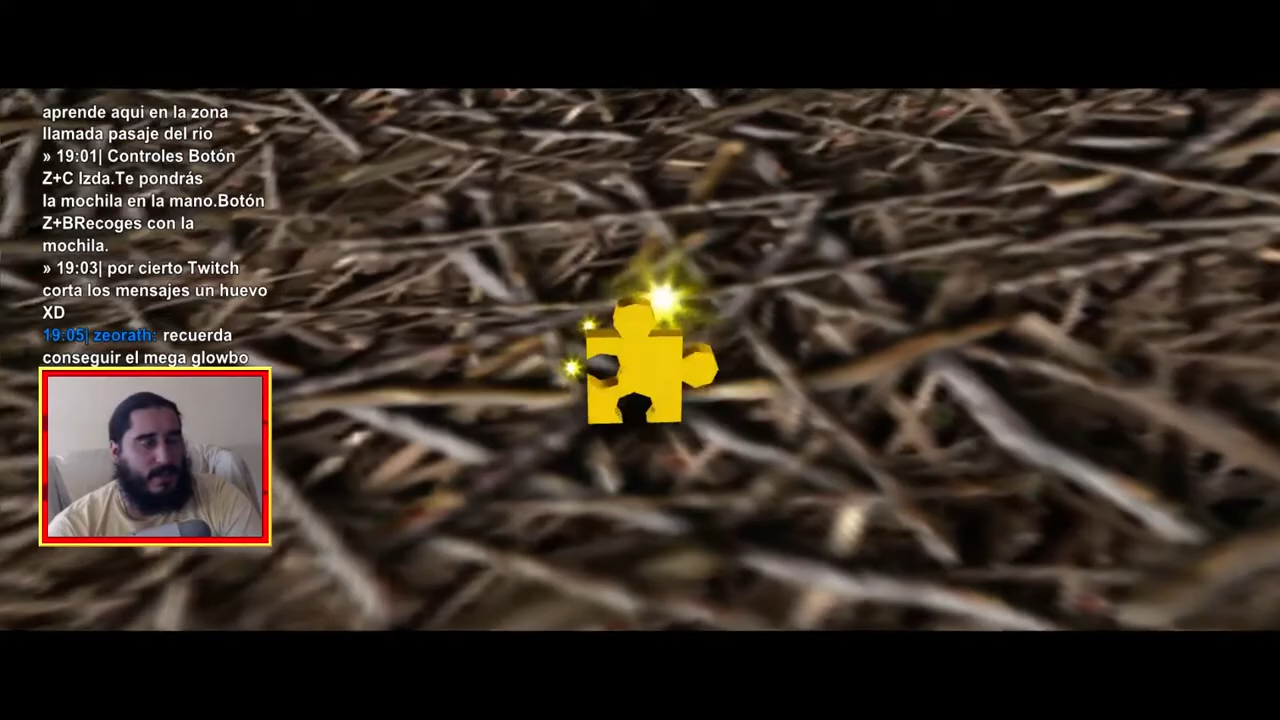 aprende aqui en la zona
llamada pasaje del rio
» 19:01| Controles Botón
Z+C Izda.Te pondrás
la mochila en la mano.Botón
Z+BRecoges con la
mochila.
» 19:03| por cierto Twitch
corta los mensajes un huevo
XD
19:05| zeorath: recuerda
conseguir el mega glowbo